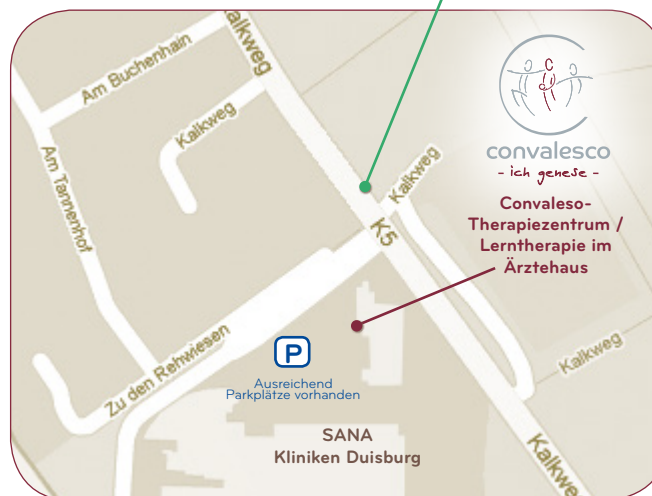 Kalkweg
Am Buchenhain
Kalkweg
Am Tannenhof
Kalkweg
K5
convalesco
- ich genese -
Convaleso-
Therapiezentrum /
Lerntherapie im
Ärztehaus
P
Ausreichend
Parkplätze vorhanden
Zu den Rehwiesen
Kalkweg
SANA
Kliniken Duisburg
Kalkweg